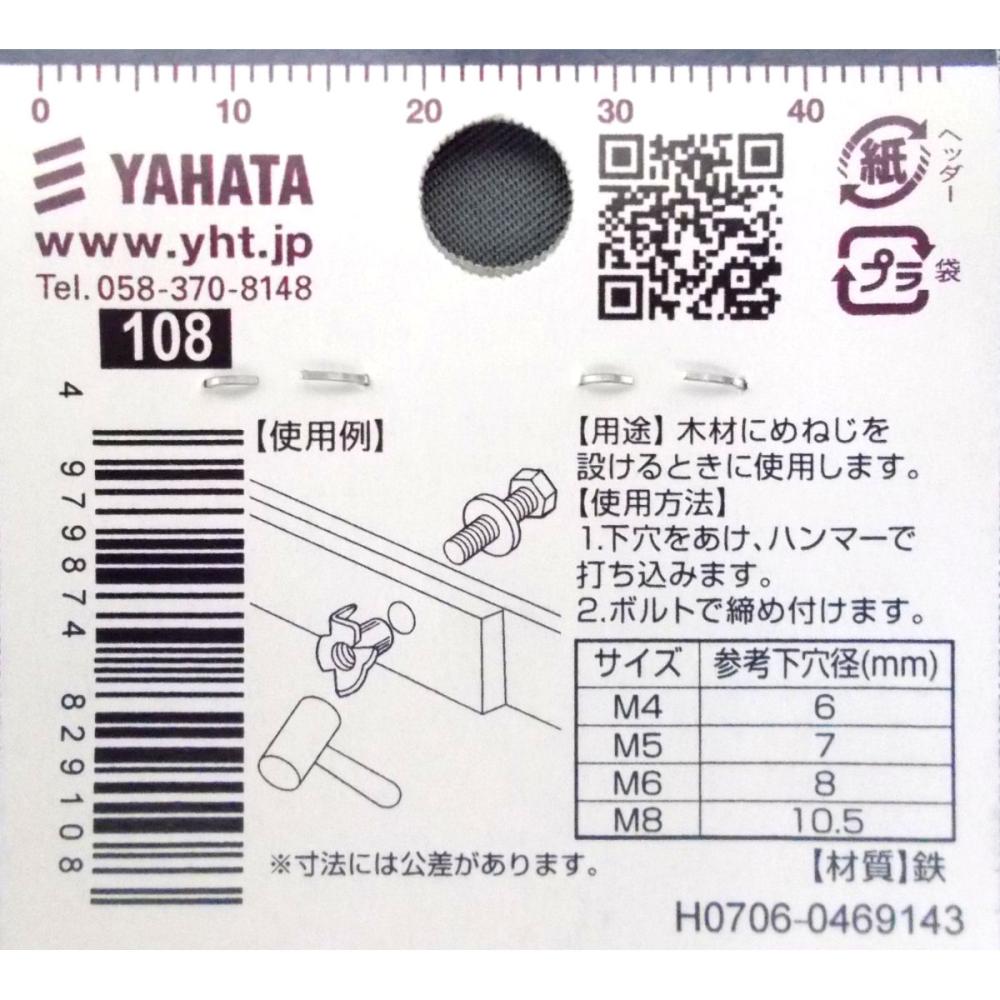 0 10 20 30 40
YAHATA
www.yht.jp
Tel. 058-370-8148
108
紙
ヘッダー
プラ
袋
4 979874 829108
【使用例】
【用途】木材にめねじを
設けるときに使用します。
【使用方法】
1.下穴をあけ、ハンマーで
打ち込みます。
2.ボルトで締め付けます。
サイズ 参考下穴径(mm)
M4 6
M5 7
M6 8
M8 10.5
※寸法には公差があります。
【材質】鉄
H0706-0469143